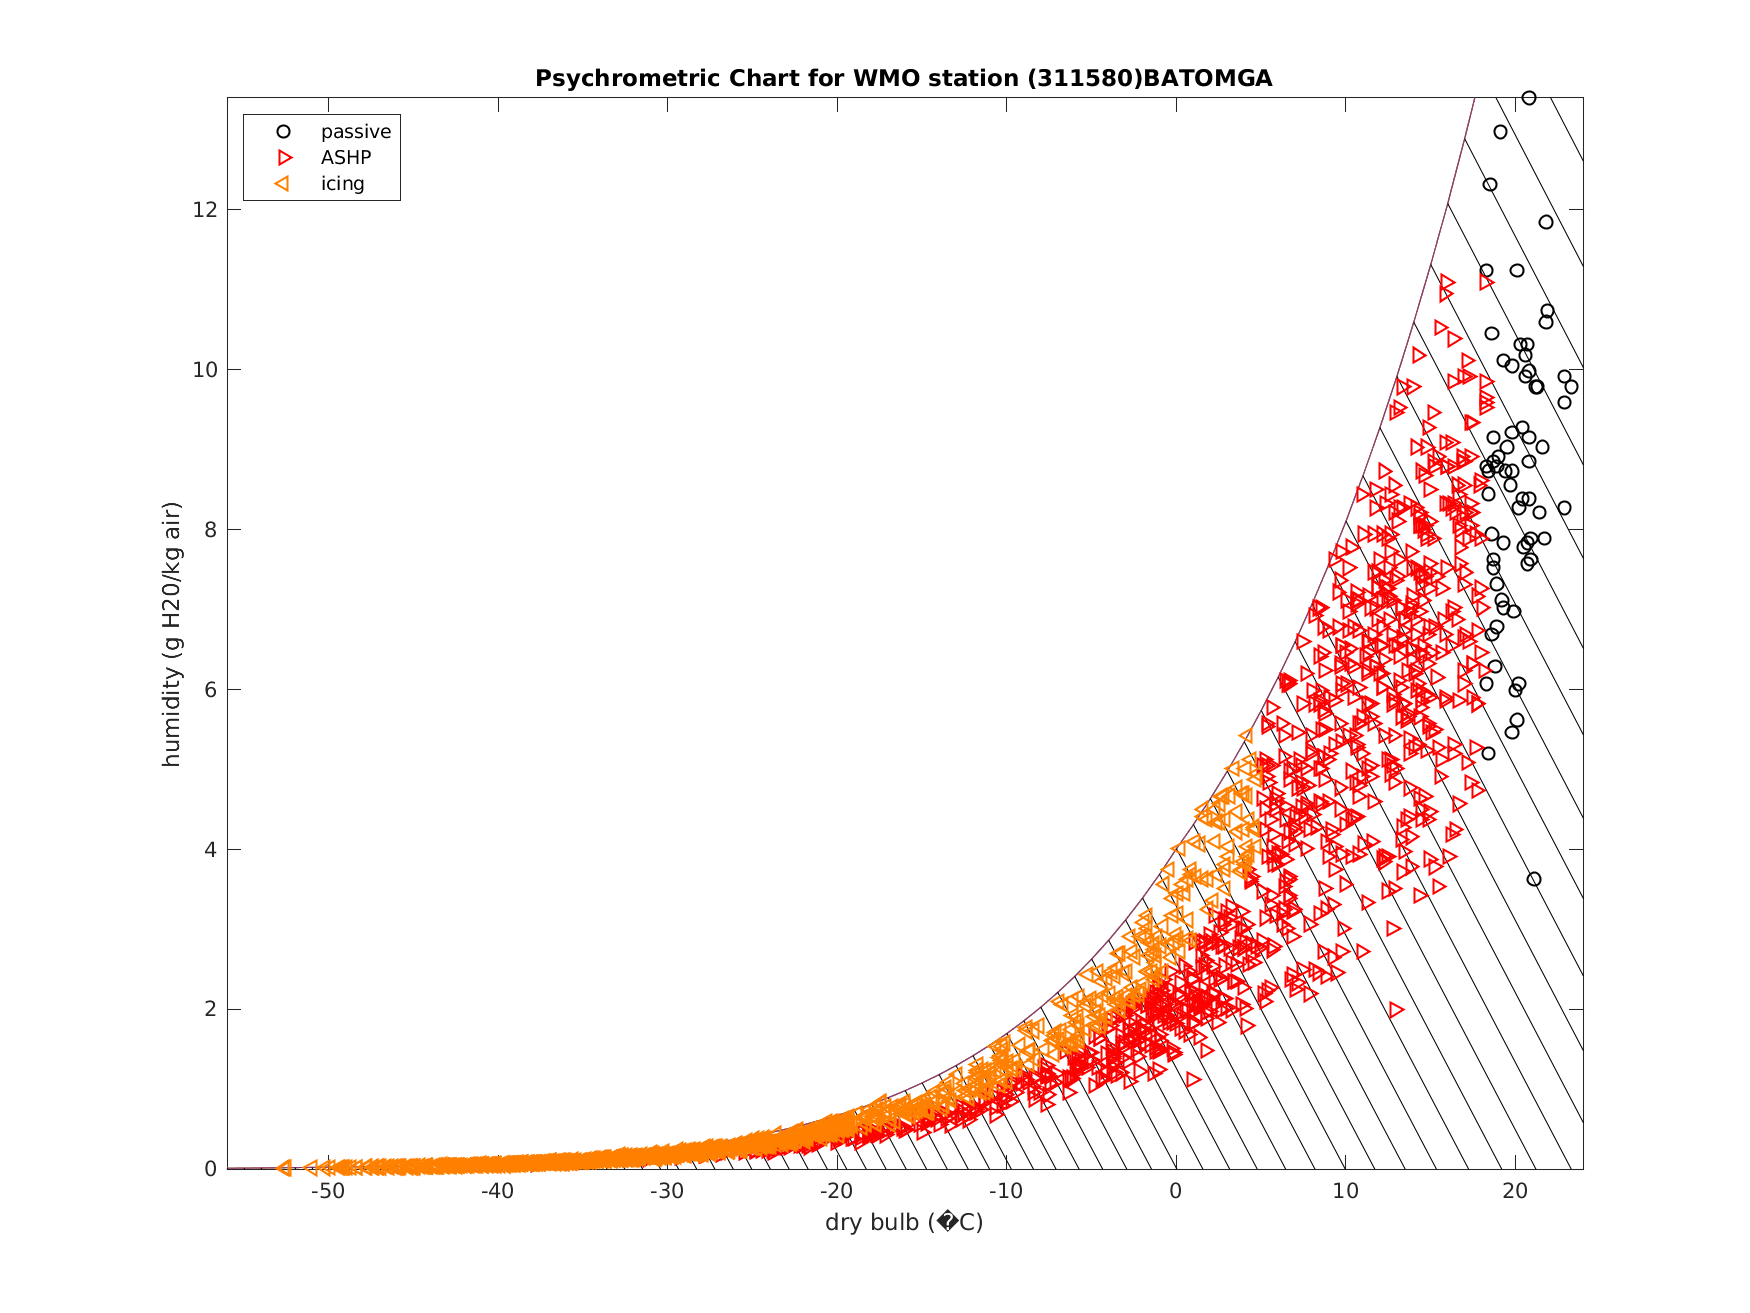 Psychrometric Chart for WMO station (311580)BATOMGA
passive
ASHP
icing
humidity (g H20/kg air)
12
10
8
6
4
2
0
-50 -40 -30 -20 -10 0 10 20
dry bulb (�C)